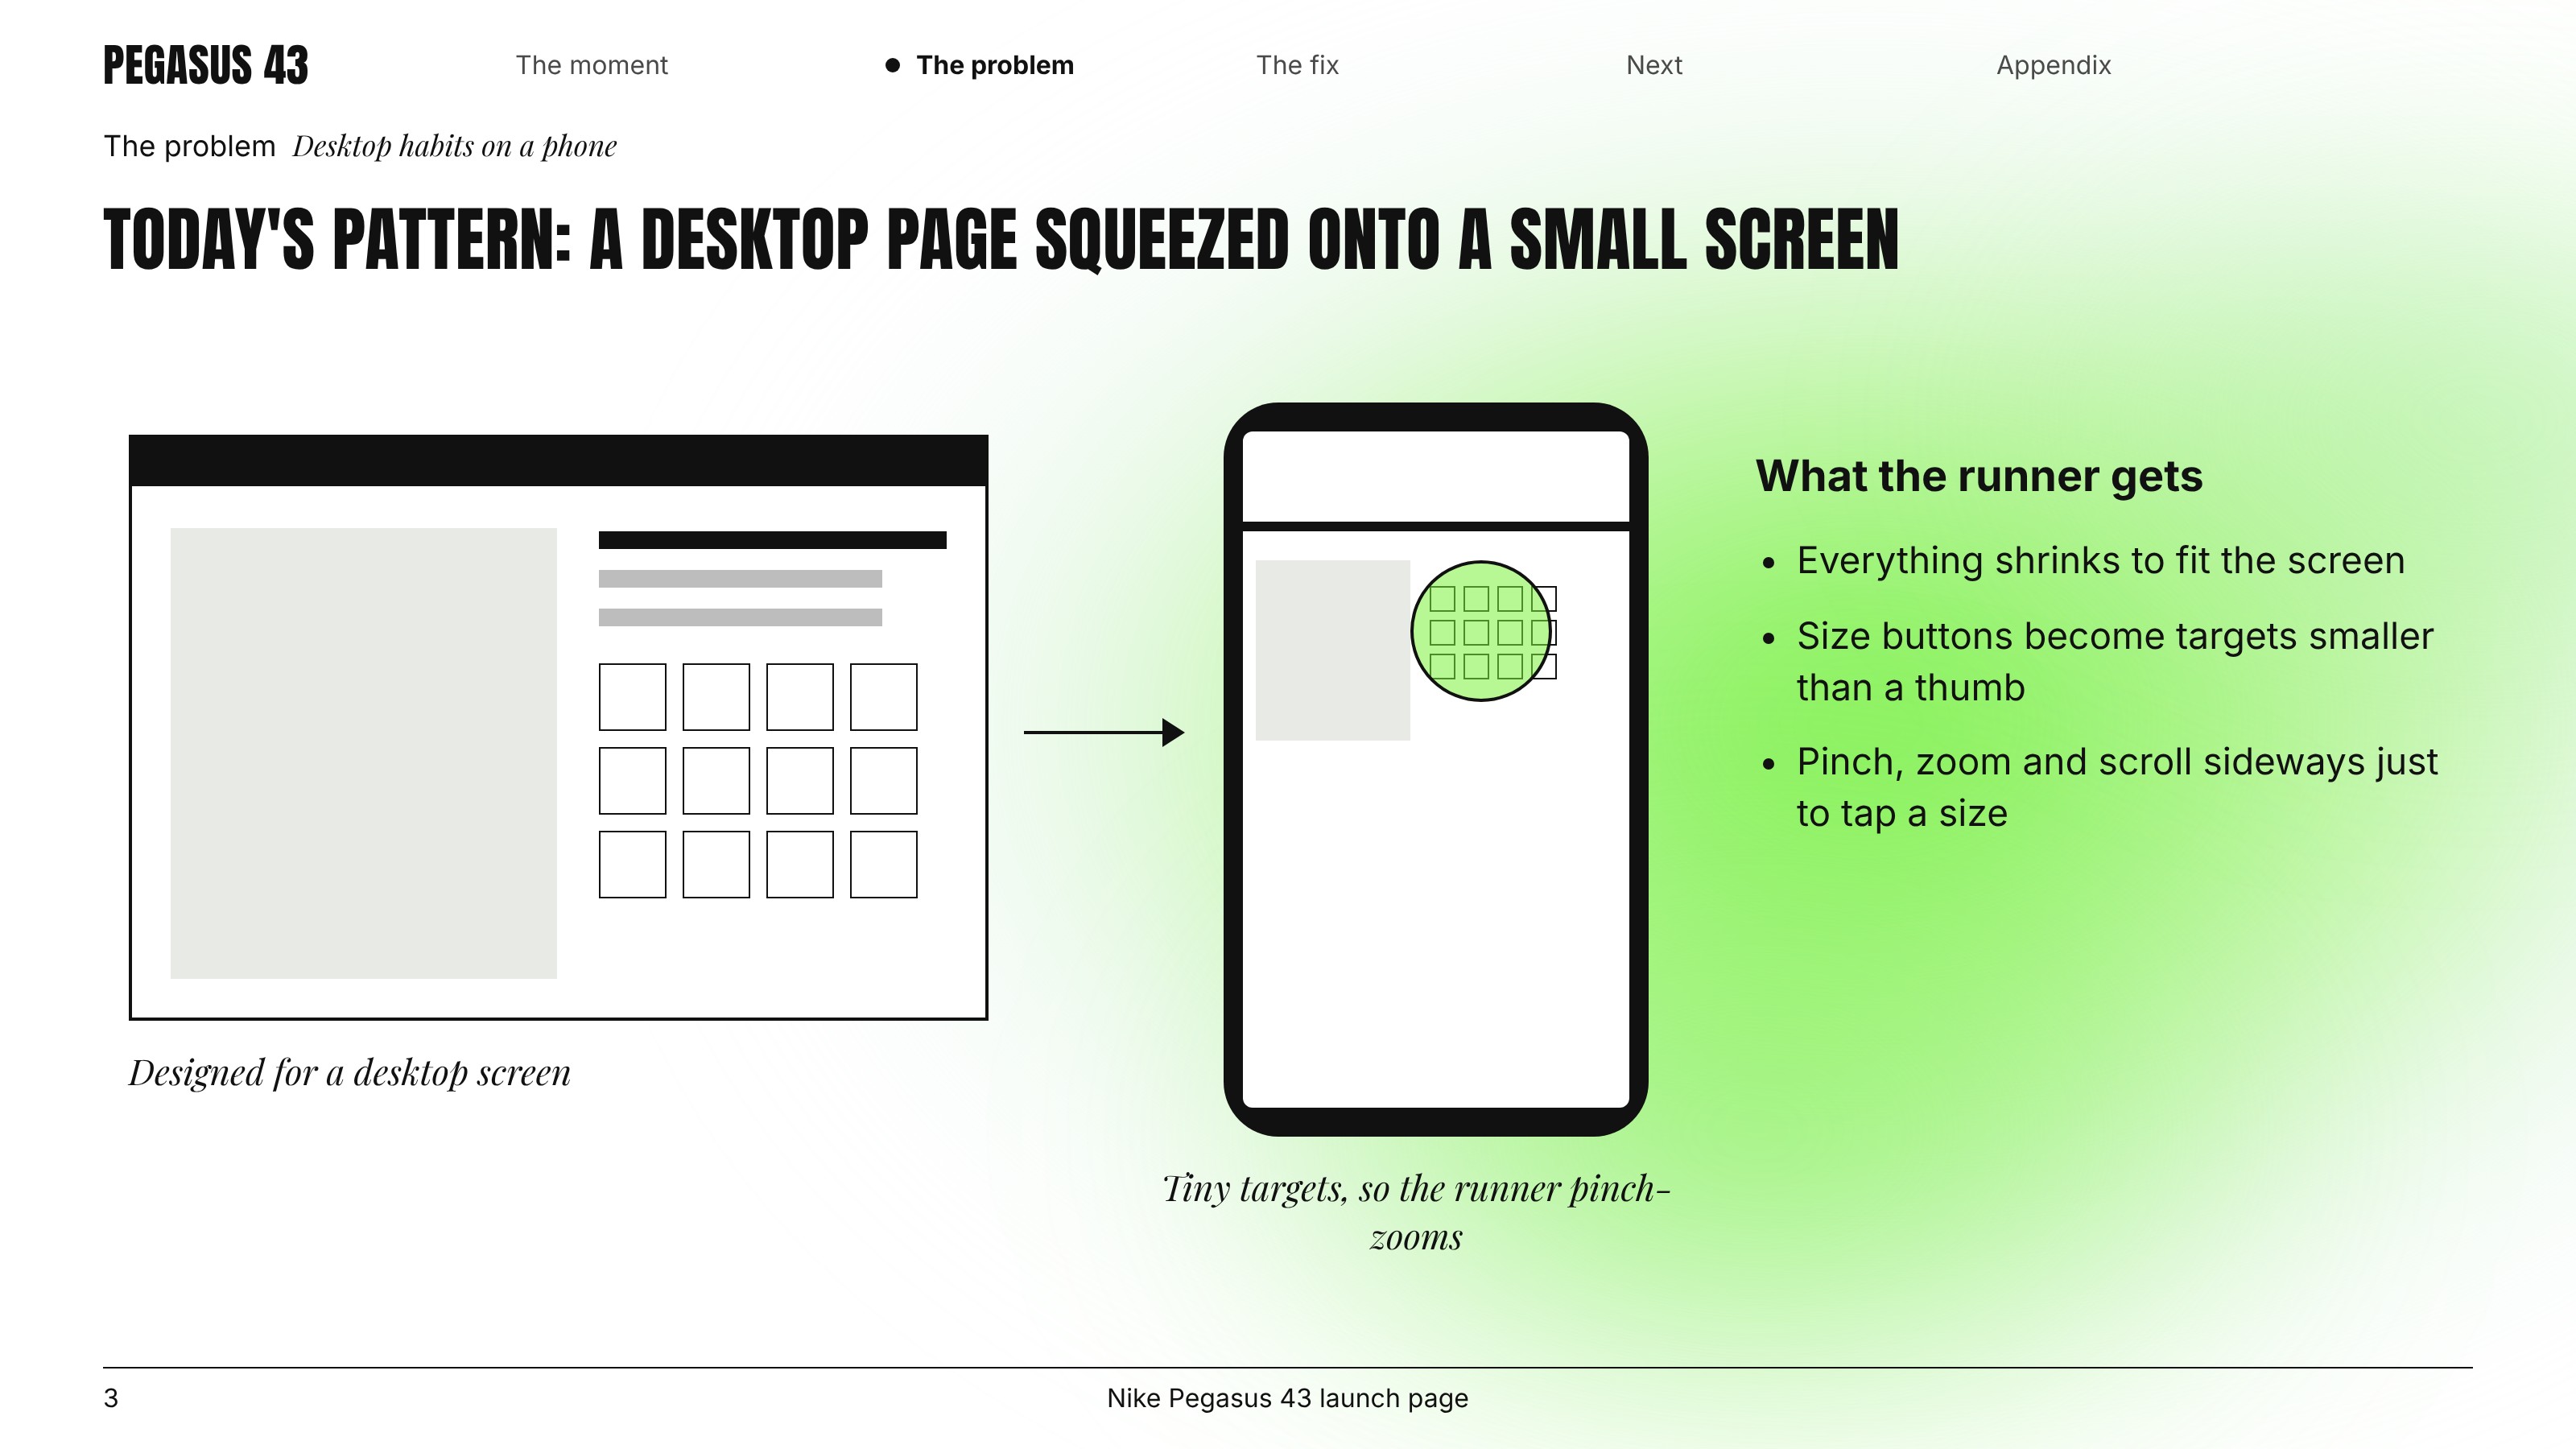 PEGASUS 43
The moment
The problem
The fix
Next
Appendix
The problem Desktop habits on a phone
TODAY'S PATTERN: A DESKTOP PAGE SQUEEZED ONTO A SMALL SCREEN
Designed for a desktop screen
Tiny targets, so the runner pinch-
zooms
What the runner gets
• Everything shrinks to fit the screen
• Size buttons become targets smaller
than a thumb
• Pinch, zoom and scroll sideways just
to tap a size
3
Nike Pegasus 43 launch page